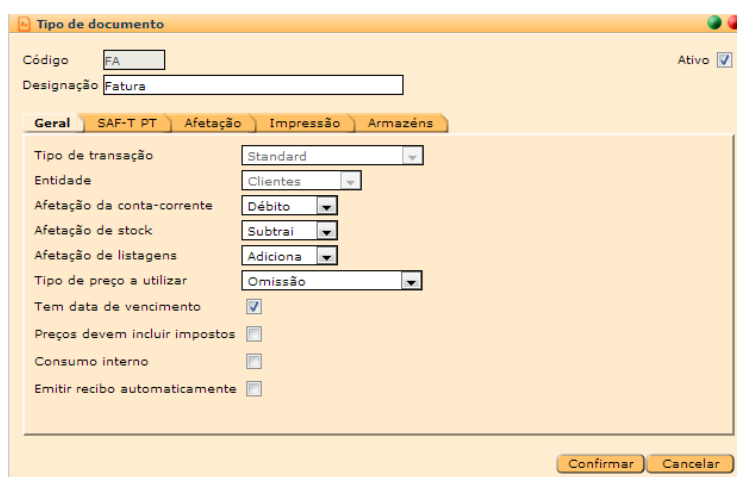 Tipo de documento
Código FA Ativo
Designação Fatura
Geral SAF-T PT Afetação Impressão Armazéns
Tipo de transação Standard
Entidade Clientes
Afetação da conta-corrente Débito
Afetação de stock Subtrai
Afetação de listagens Adiciona
Tipo de preço a utilizar Omissão
Tem data de vencimento
Preços devem incluir impostos
Consumo interno
Emitir recibo automaticamente
Confirmar Cancelar